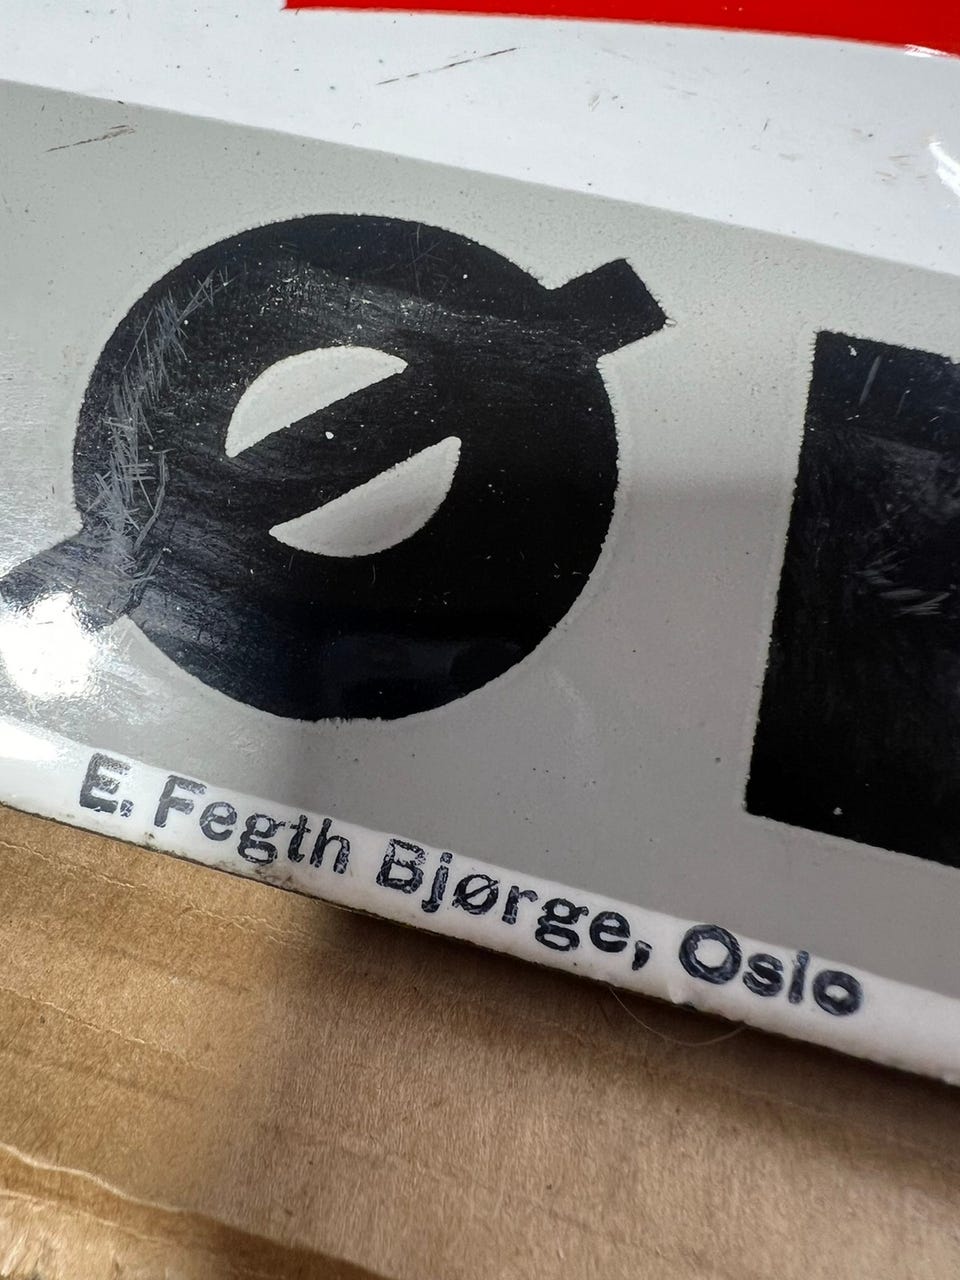 Ø
E. Fegth Bjørge, Oslo